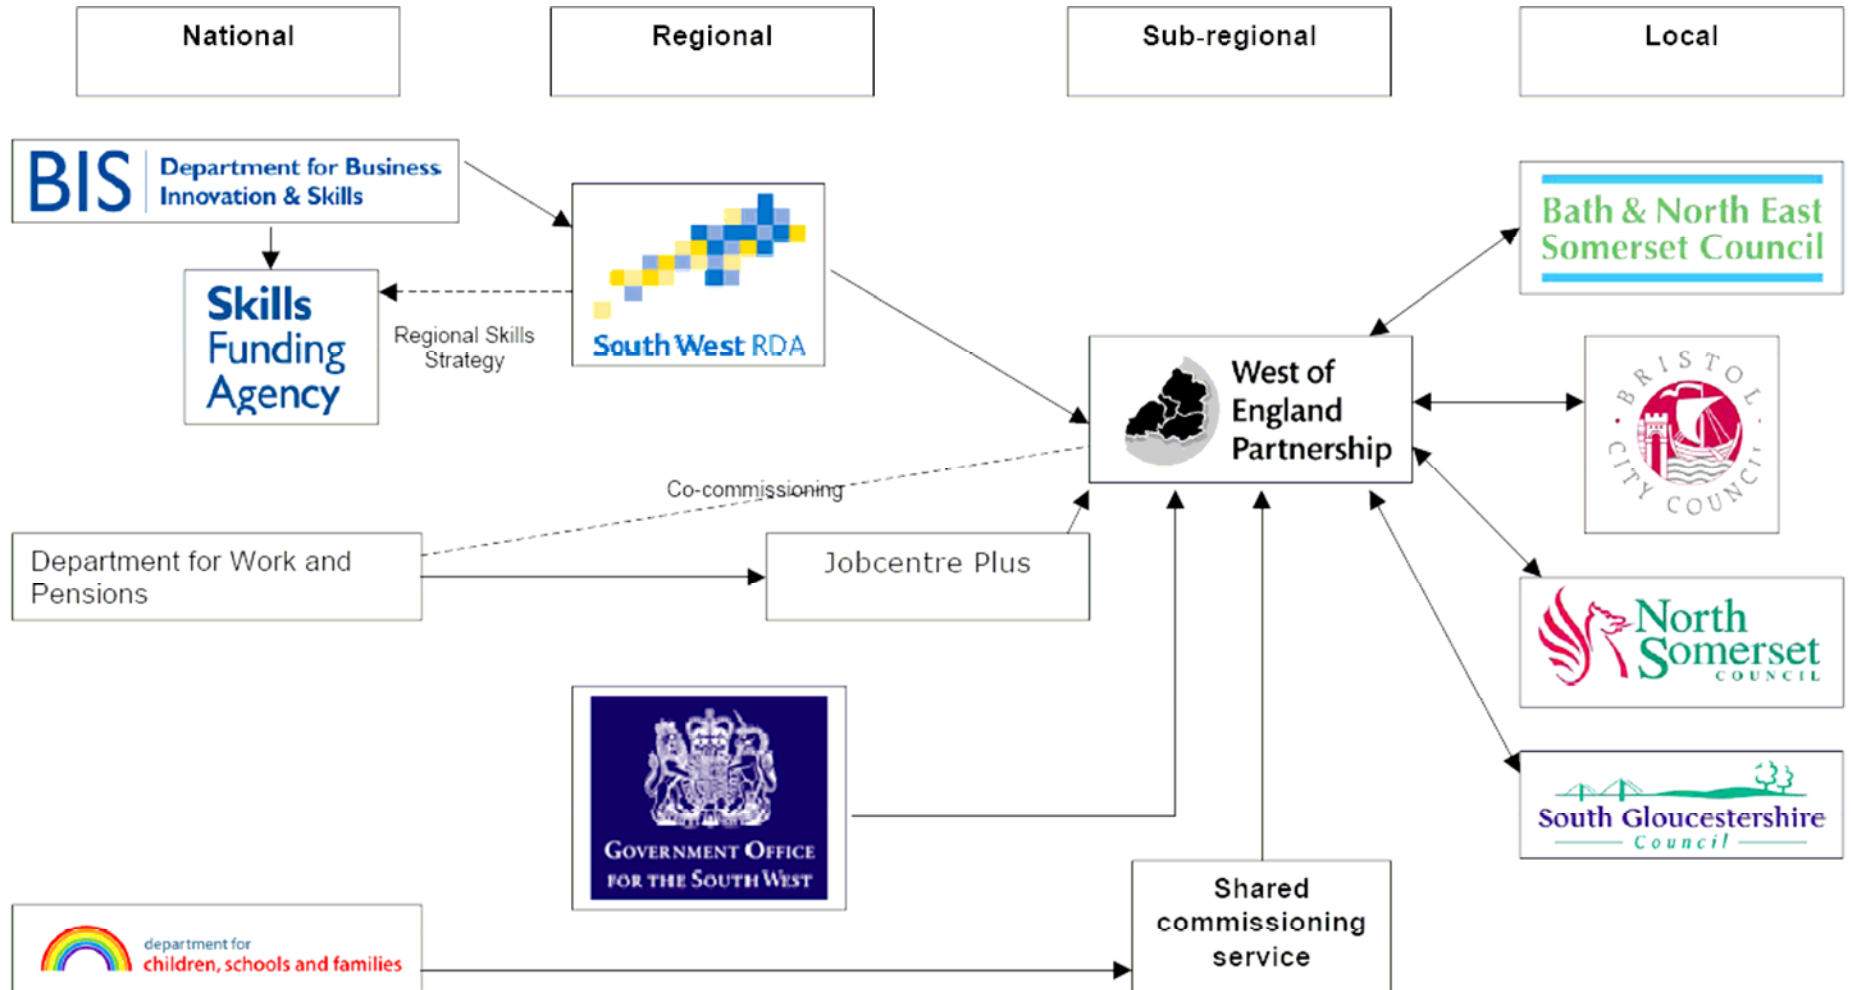 National
Regional
Sub-regional
Local
BIS
Department for Business
Innovation & Skills
Skills
Funding
Agency
Regional Skills
Strategy
South West RDA
West of
England
Partnership
Bath & North East
Somerset Council
BRISTOL
CITY COUNCIL
Co-commissioning
Department for Work and
Pensions
Jobcentre Plus
North
Somerset
COUNCIL
GOVERNMENT OFFICE
FOR THE SOUTH WEST
South Gloucestershire
Council
Shared
commissioning
service
department for
children, schools and families